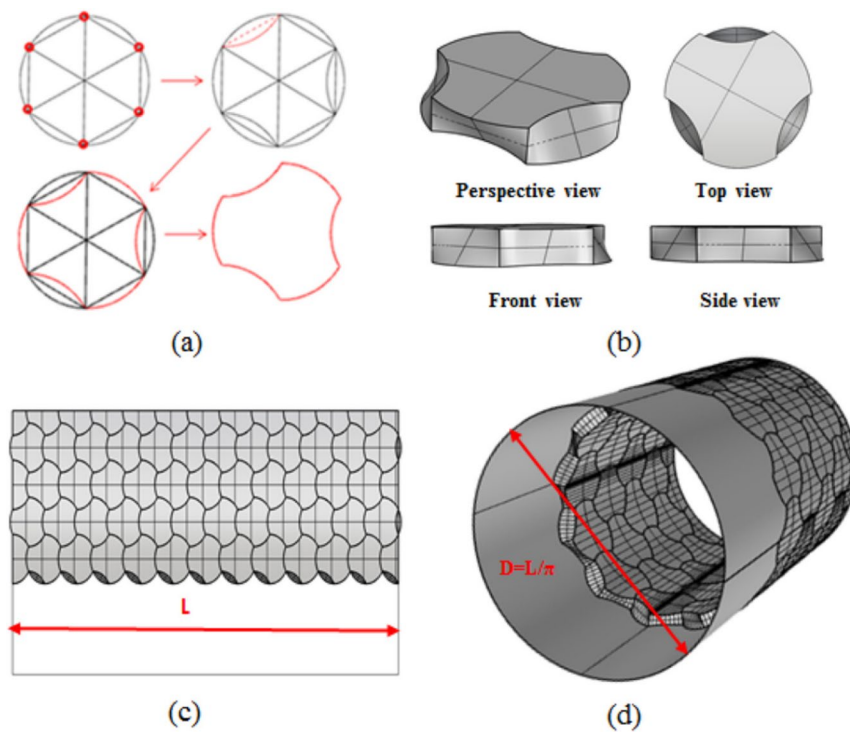 Perspective view
Top view
Front view
Side view
(a)
(b)
L
D=L/π
(c)
(d)